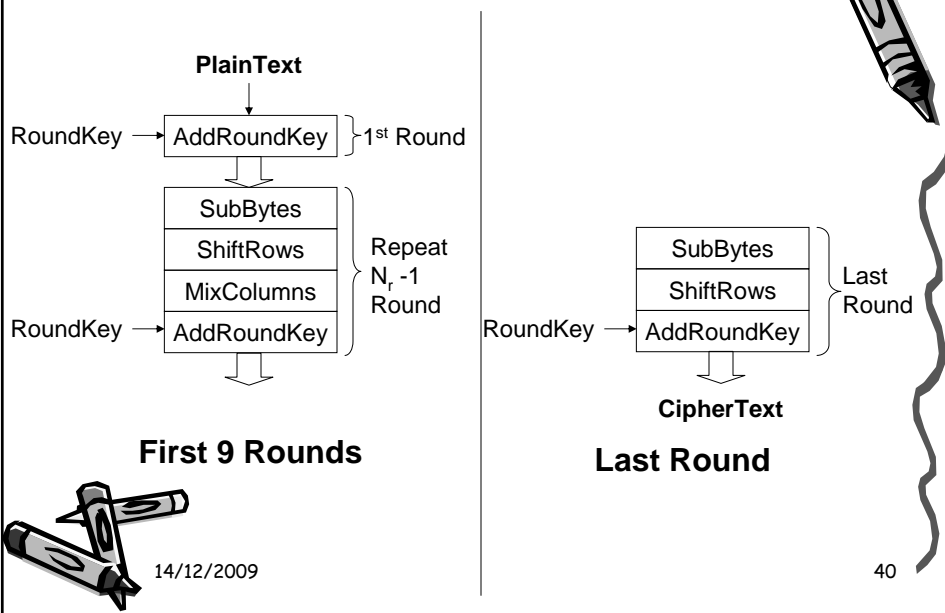 PlainText
RoundKey
AddRoundKey
1st Round
SubBytes
ShiftRows
MixColumns
AddRoundKey
RoundKey
Repeat
Nr -1
Round
First 9 Rounds
SubBytes
ShiftRows
AddRoundKey
RoundKey
Last
Round
CipherText
Last Round
14/12/2009
40